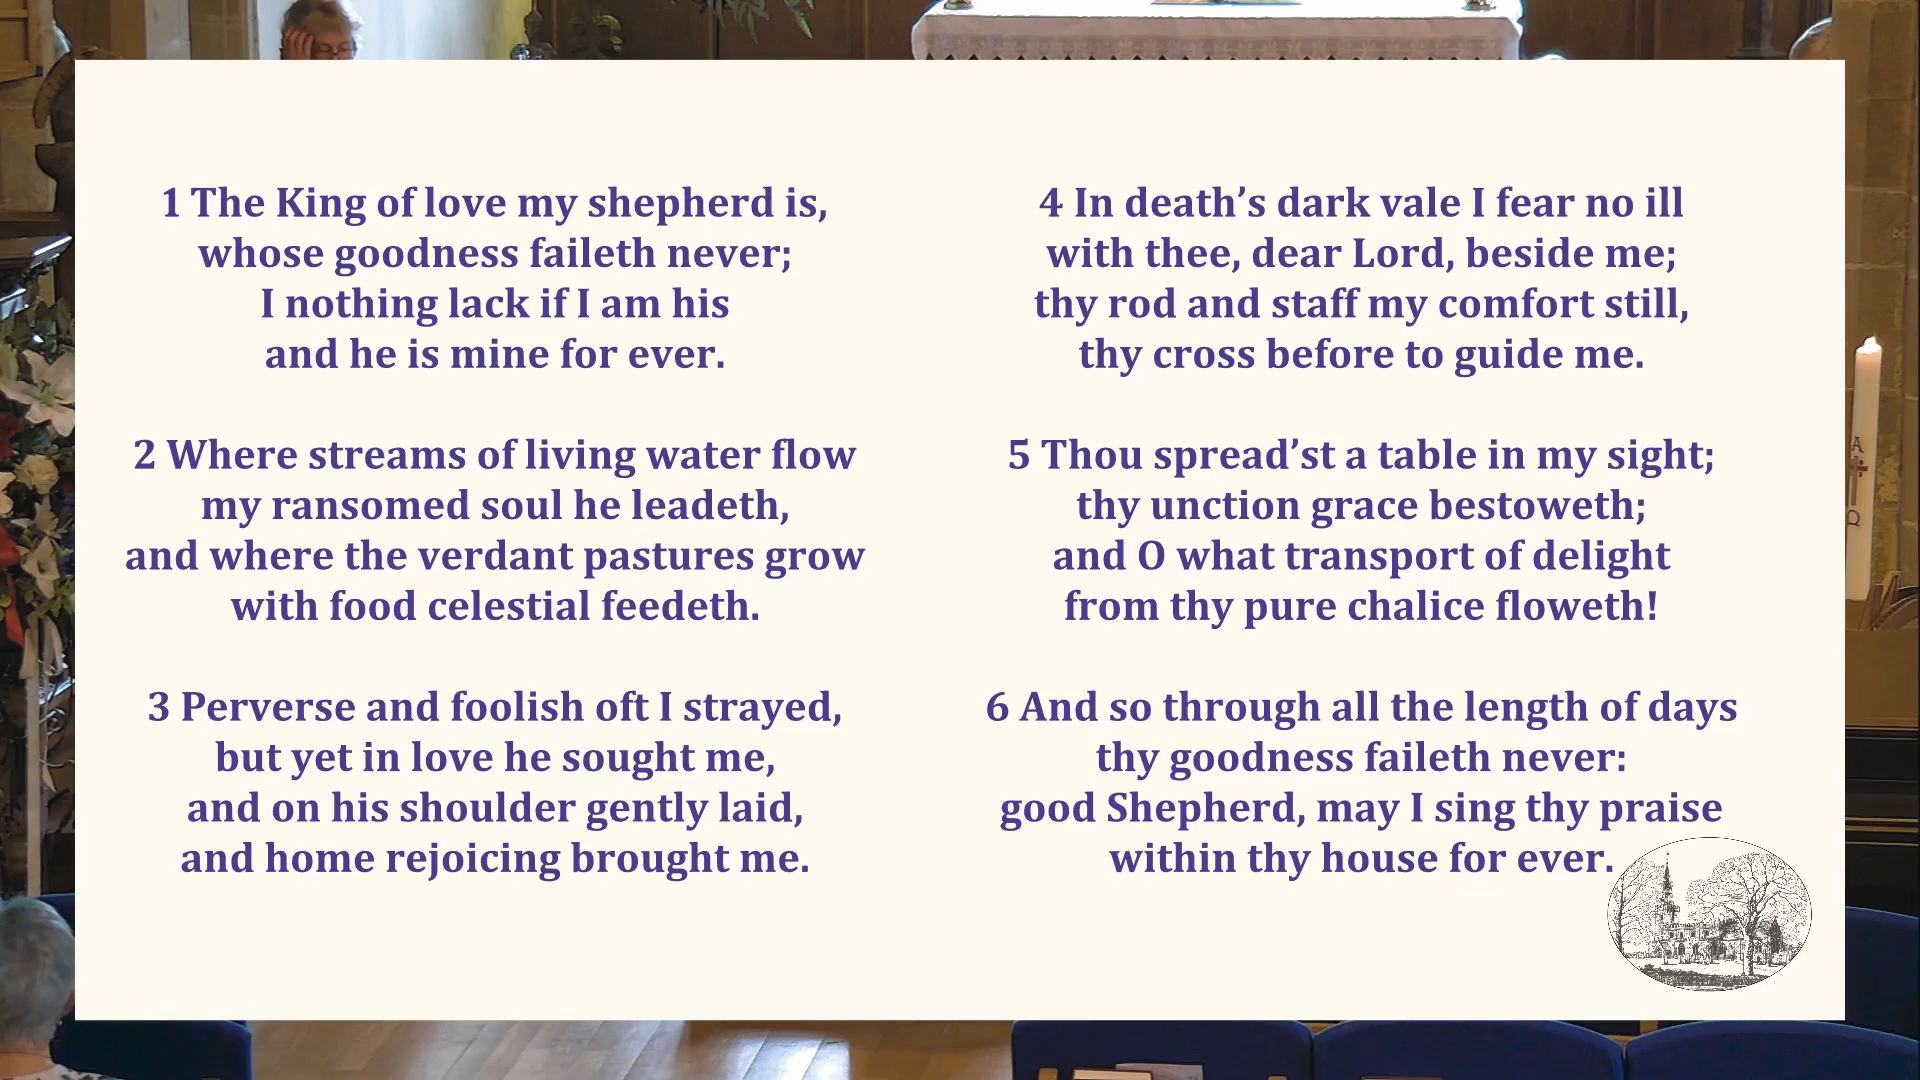 1 The King of love my shepherd is,
whose goodness faileth never;
I nothing lack if I am his
and he is mine for ever.
2 Where streams of living water flow
my ransomed soul he leadeth,
and where the verdant pastures grow
with food celestial feedeth.
3 Perverse and foolish oft I strayed,
but yet in love he sought me,
and on his shoulder gently laid,
and home rejoicing brought me.
4 In death’s dark vale I fear no ill
with thee, dear Lord, beside me;
thy rod and staff my comfort still,
thy cross before to guide me.
5 Thou spread’st a table in my sight;
thy unction grace bestoweth;
and O what transport of delight
from thy pure chalice floweth!
6 And so through all the length of days
thy goodness faileth never:
good Shepherd, may I sing thy praise
within thy house for ever.
Α
Ω